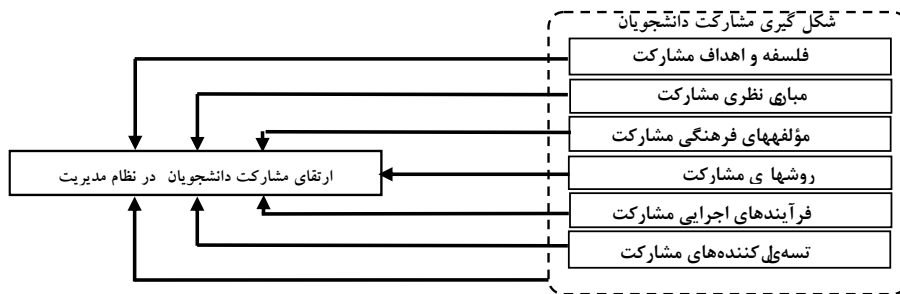 شکل گیری مشارکت دانشجویان
فلسفه و اهداف مشارکت
مبانی نظری مشارکت
مؤلفههای فرهنگی مشارکت
روشها ی مشارکت
ارتقای مشارکت دانشجویان در نظام مدیریت
فرآیندهای اجرایی مشارکت
تسهیل کنندههای مشارکت